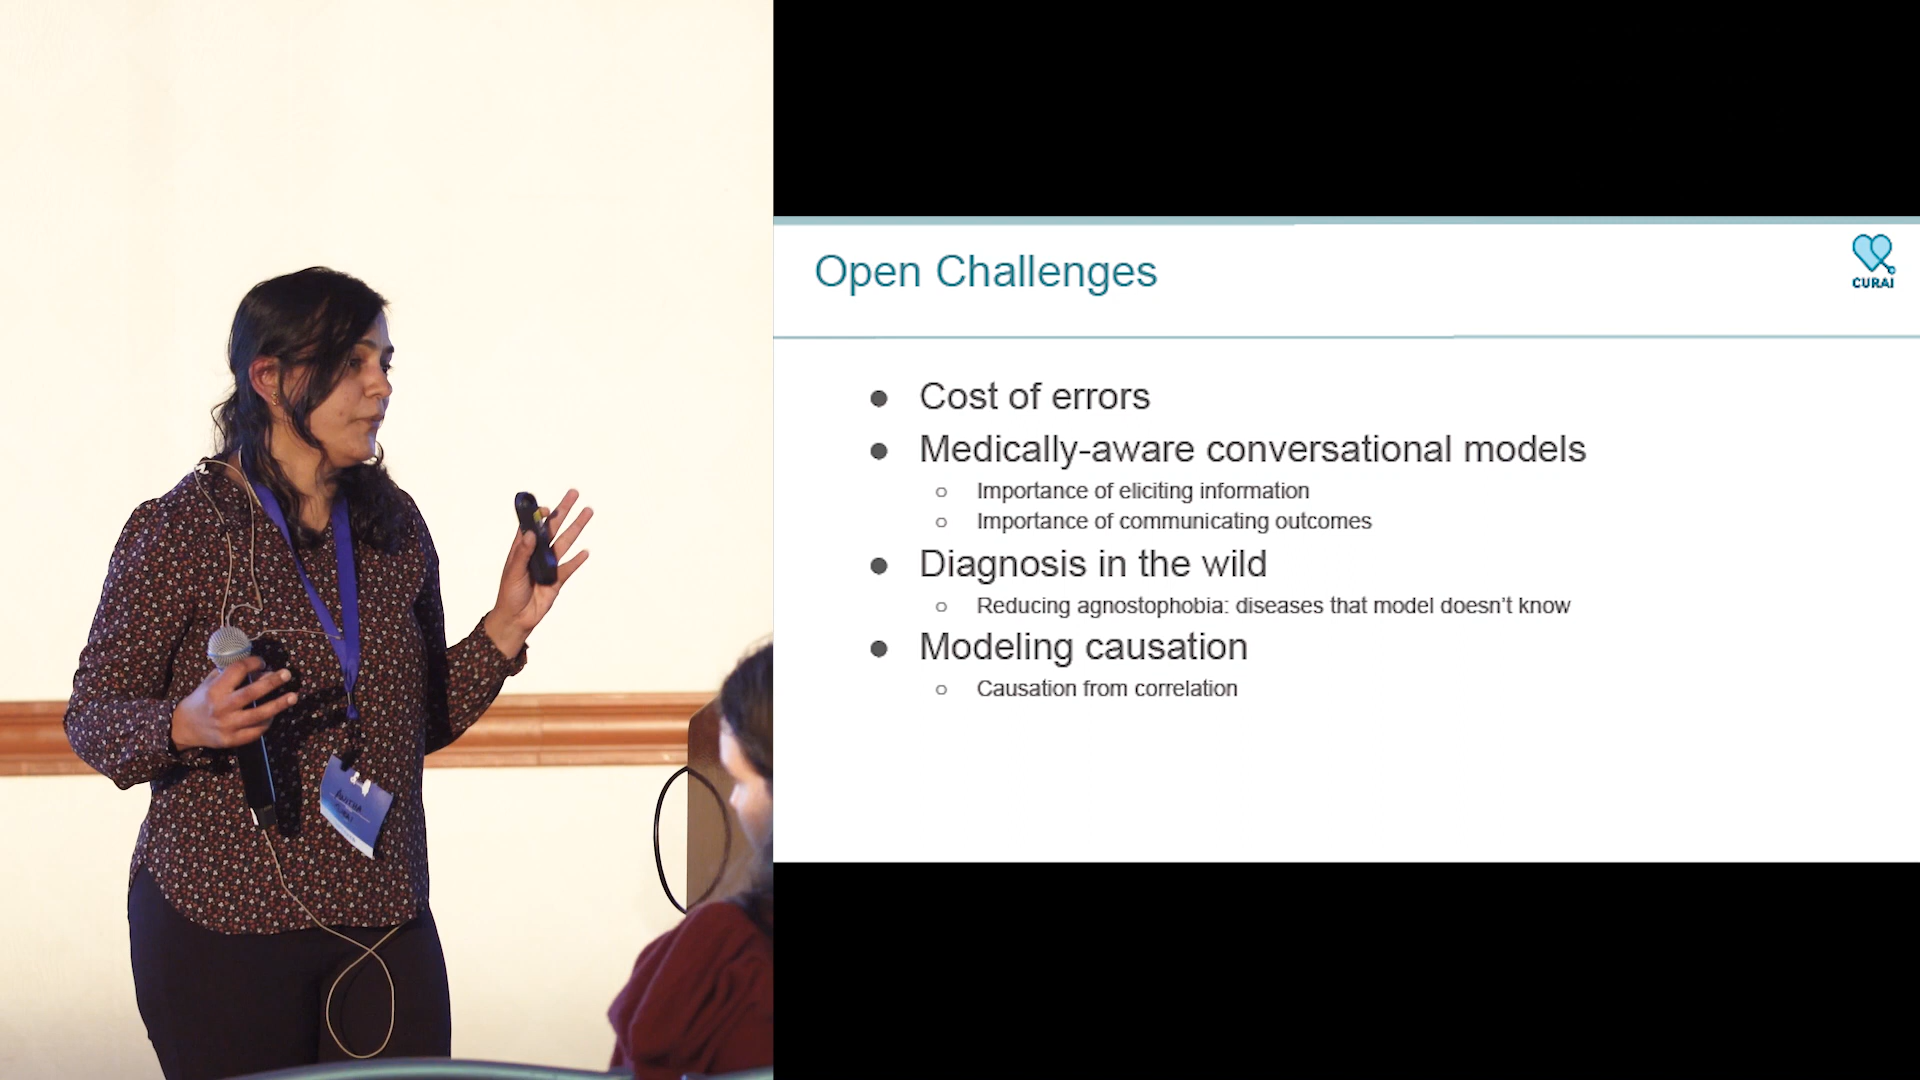 Open Challenges
CURAI
● Cost of errors
● Medically-aware conversational models
○ Importance of eliciting information
○ Importance of communicating outcomes
● Diagnosis in the wild
○ Reducing agnostophobia: diseases that model doesn't know
● Modeling causation
○ Causation from correlation